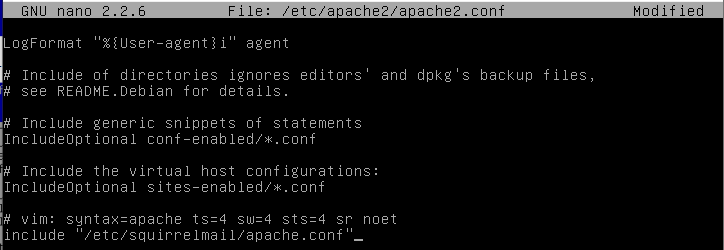 GNU nano 2.2.6 File: /etc/apache2/apache2.conf Modified
LogFormat "%{User-agent}i" agent
# Include of directories ignores editors' and dpkg's backup files,
# see README.Debian for details.
# Include generic snippets of statements
IncludeOptional conf-enabled/*.conf
# Include the virtual host configurations:
IncludeOptional sites-enabled/*.conf
# vim: syntax=apache ts=4 sw=4 sts=4 sr noet
include "/etc/squirrelmail/apache.conf"